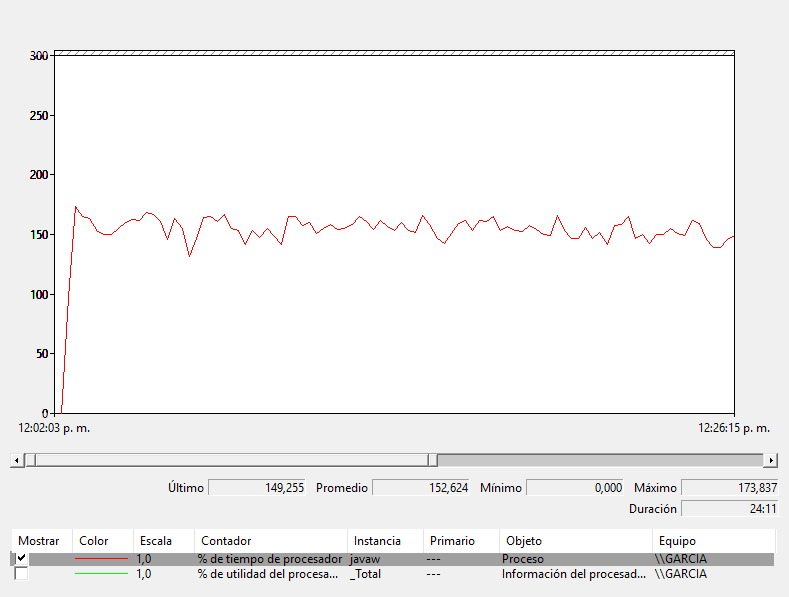 300
250
200
150
100
50
0
12:02:03 p. m. 12:26:15 p. m.
Último 149,255 Promedio 152,624 Mínimo 0,000 Máximo 173,837
Duración 24:11
Mostrar Color Escala Contador Instancia Primario Objeto Equipo
1,0 % de tiempo de procesador javaw --- Proceso \\GARCIA
1,0 % de utilidad del procesa... _Total --- Información del procesad... \\GARCIA